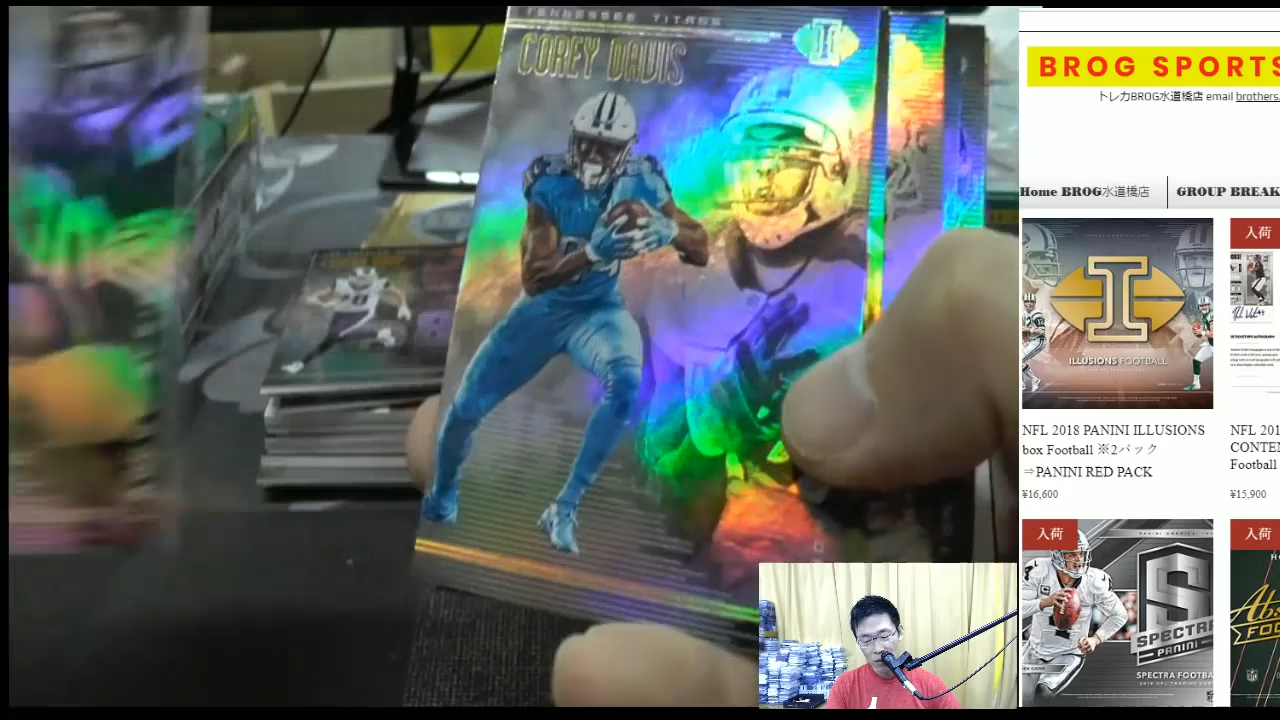 TENNESSEE TITANS
COREY DAVIS
BROG SPORTS
トレカBROG水道橋店 email brothers.
Home BROG水道橋店
GROUP BREAK
入荷
ILLUSIONS FOOTBALL
NFL 2018 PANINI ILLUSIONS
box Football ※2パック
⇒PANINI RED PACK
¥16,600
NFL 201
CONTEN
Football
¥15,900
入荷
SPECTRA
PANINI
SPECTRA FOOTBA
Abs
FOO